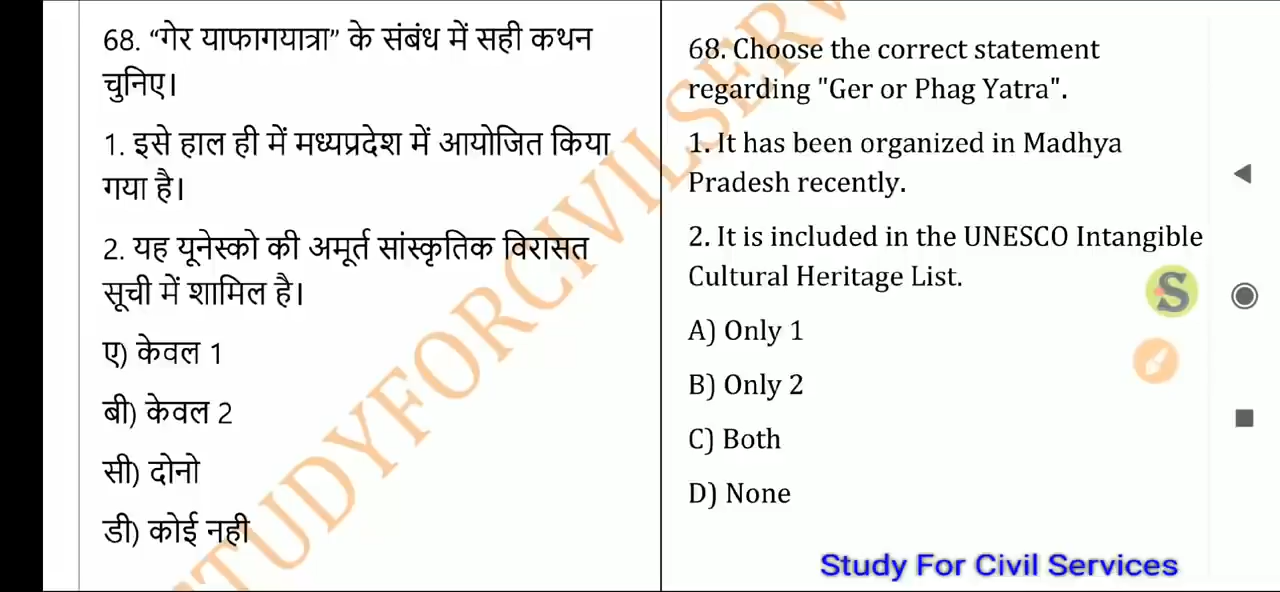 68. “गेर याफागयात्रा” के संबंध में सही कथन
चुनिए।
1. इसे हाल ही में मध्यप्रदेश में आयोजित किया
गया है।
2. यह यूनेस्को की अमूर्त सांस्कृतिक विरासत
सूची में शामिल है।
ए) केवल 1
बी) केवल 2
सी) दोनो
डी) कोई नही
68. Choose the correct statement
regarding "Ger or Phag Yatra".
1. It has been organized in Madhya
Pradesh recently.
2. It is included in the UNESCO Intangible
Cultural Heritage List.
A) Only 1
B) Only 2
C) Both
D) None
S
Study For Civil Services
STUDYFORCIVILSERV